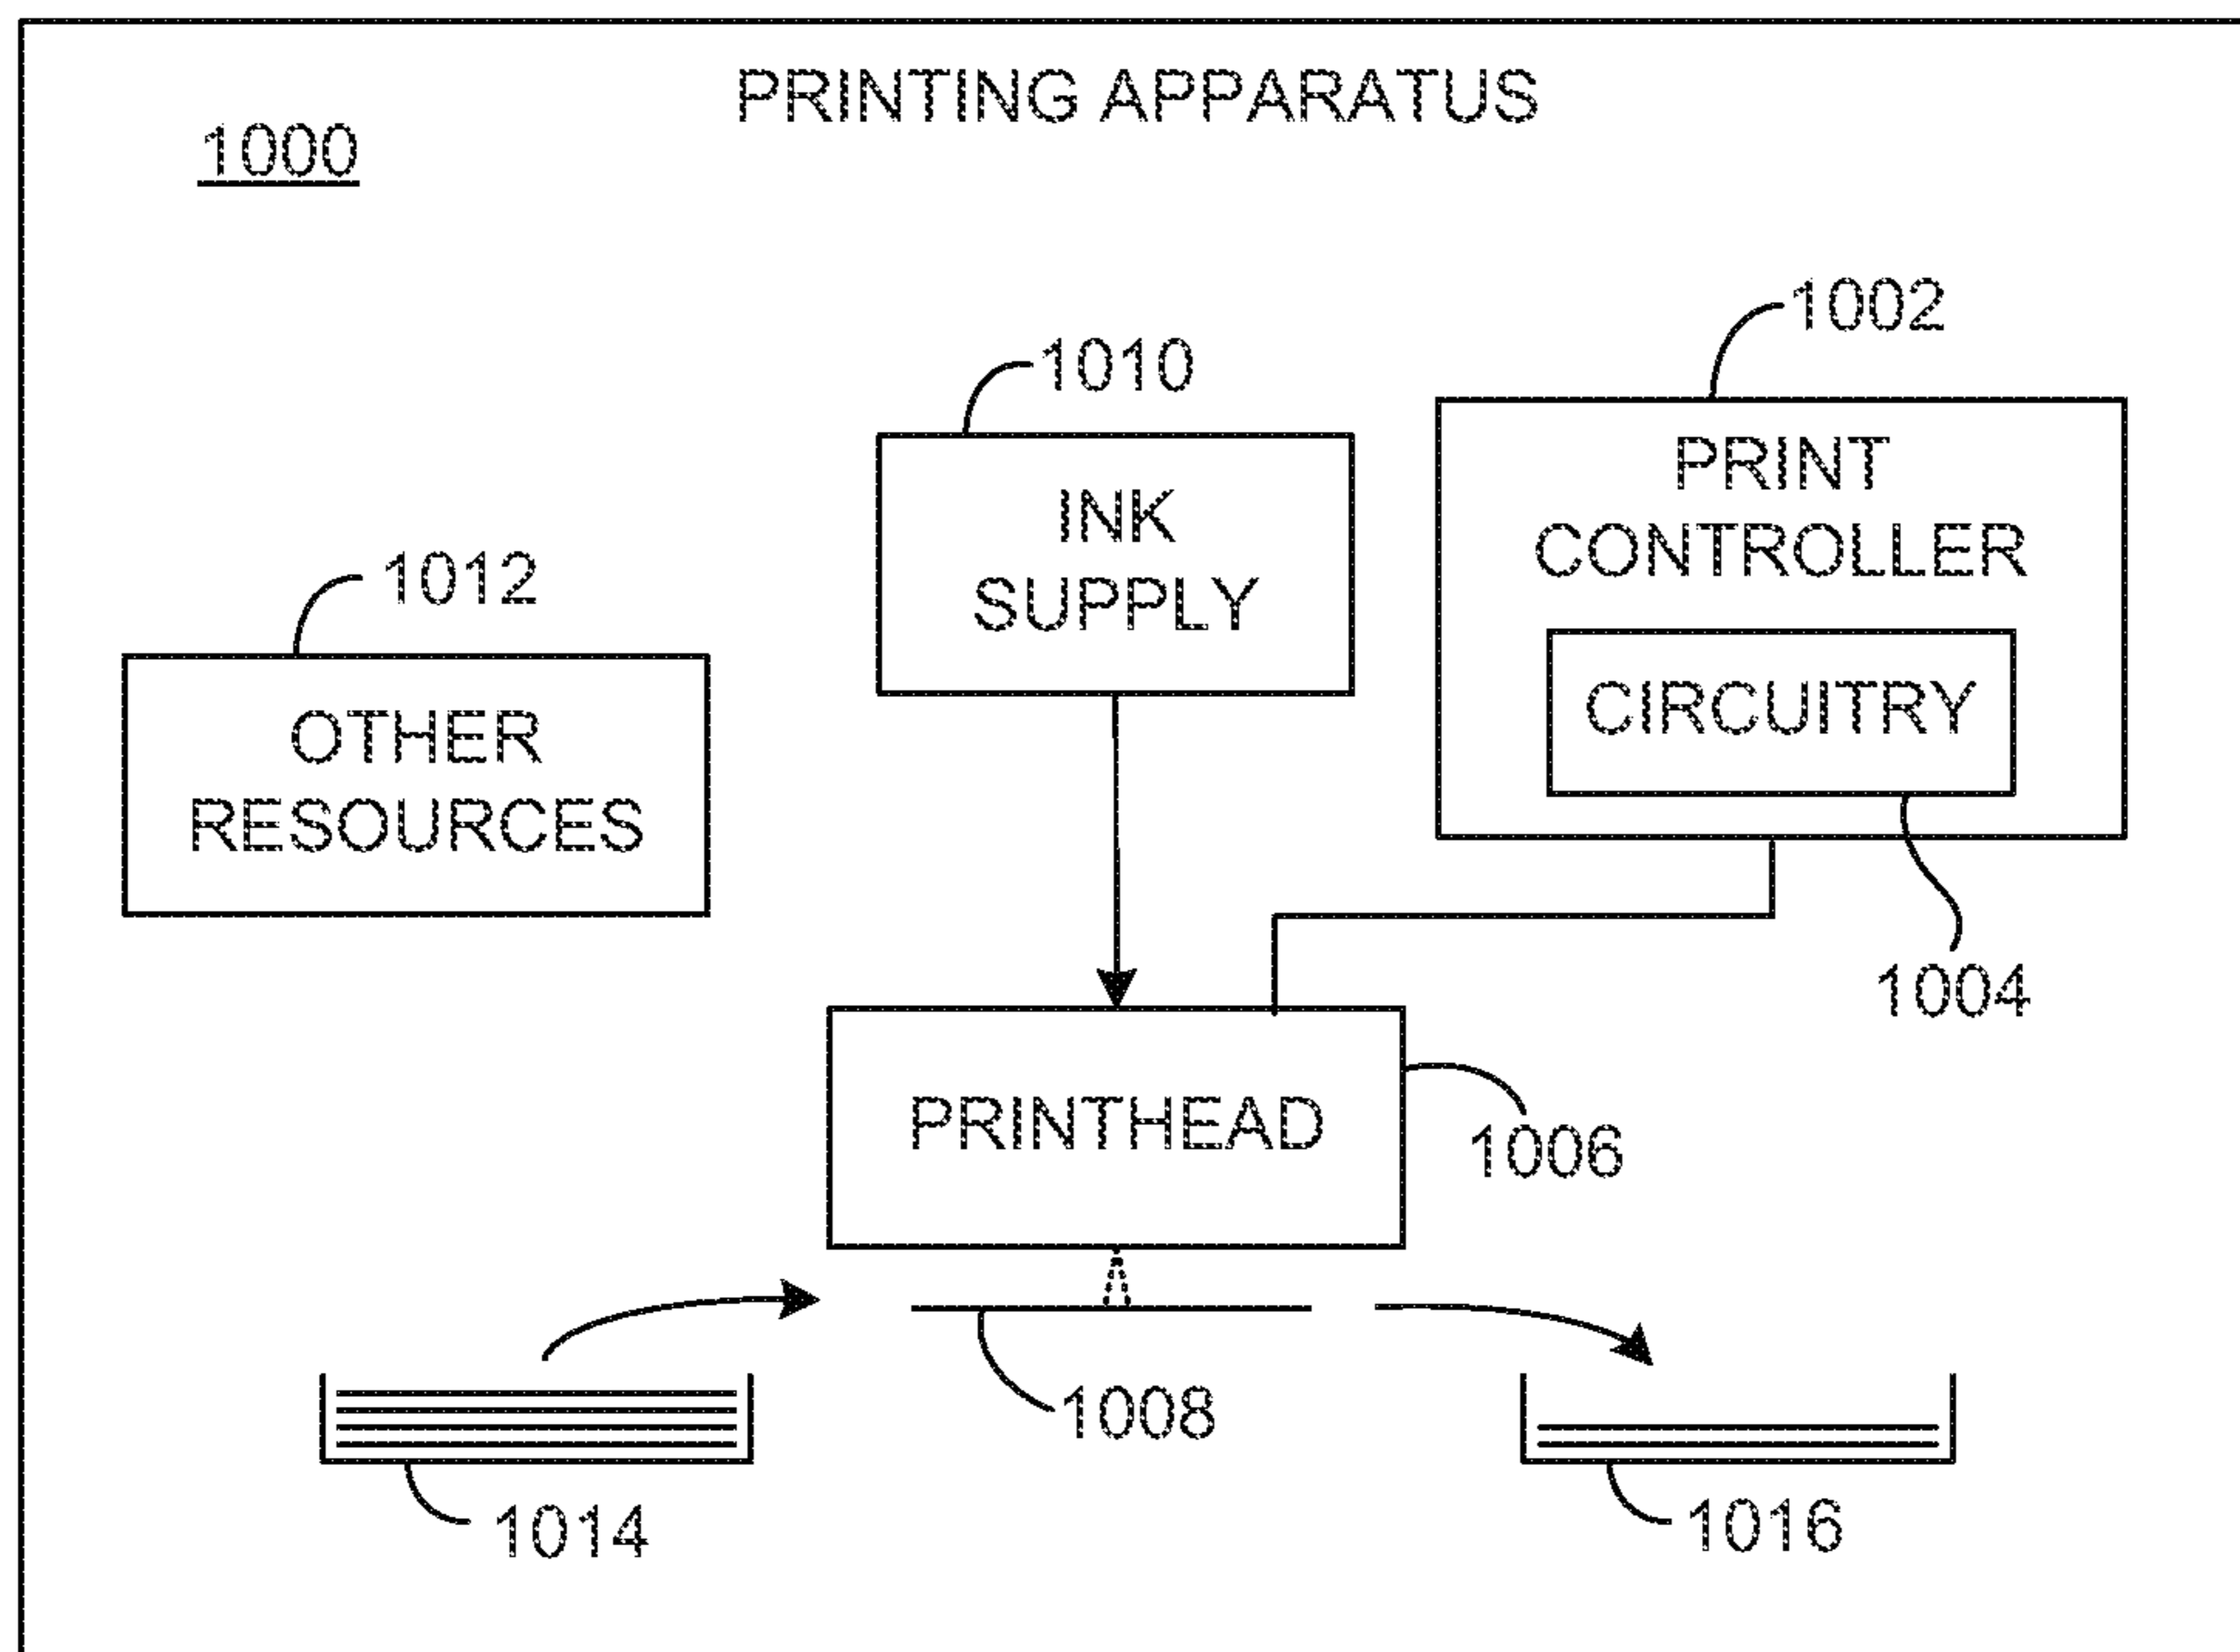 PRINTING APPARATUS
1000
1002
1010
PRINT
CONTROLLER
INK
SUPPLY
1012
CIRCUITRY
OTHER
RESOURCES
1004
PRINTHEAD
1006
1008
1014
1016